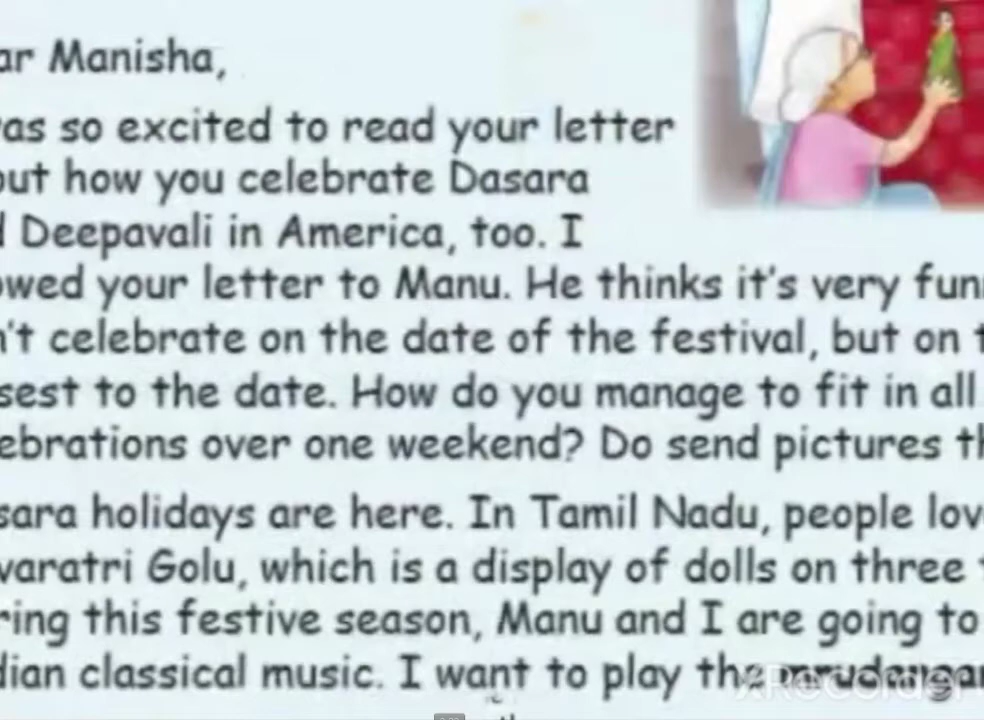 ar Manisha,
as so excited to read your letter
out how you celebrate Dasara
d Deepavali in America, too. I
owed your letter to Manu. He thinks it's very fun
n't celebrate on the date of the festival, but on t
sest to the date. How do you manage to fit in all
ebrations over one weekend? Do send pictures th
sara holidays are here. In Tamil Nadu, people lov
varatri Golu, which is a display of dolls on three
ring this festive season, Manu and I are going to
dian classical music. I want to play the mrudangam
XRecorder